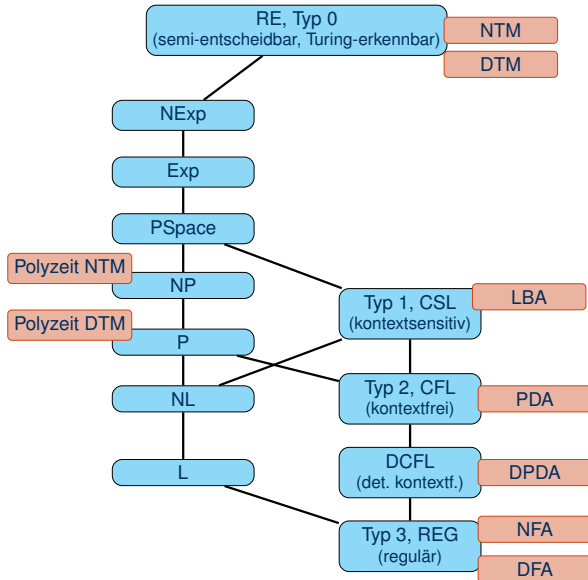 RE, Typ 0
(semi-entscheidbar, Turing-erkennbar)
NTM
DTM
NExp
Exp
PSpace
Polyzeit NTM
NP
Typ 1, CSL
(kontextsensitiv)
LBA
Polyzeit DTM
P
NL
Typ 2, CFL
(kontextfrei)
PDA
L
DCFL
(det. kontextf.)
DPDA
Typ 3, REG
(regulär)
NFA
DFA